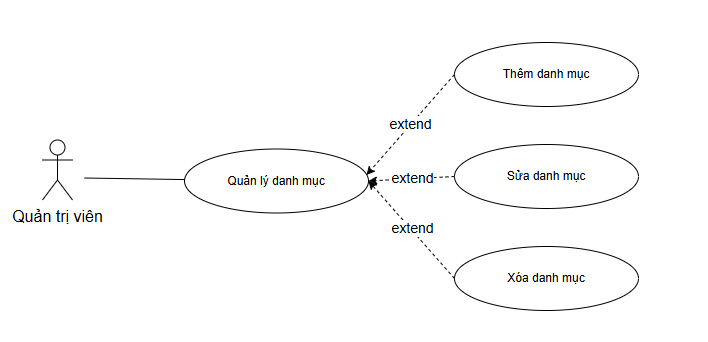 Thêm danh mục
extend
Quản lý danh mục
extend
Sửa danh mục
Quản trị viên
extend
Xóa danh mục